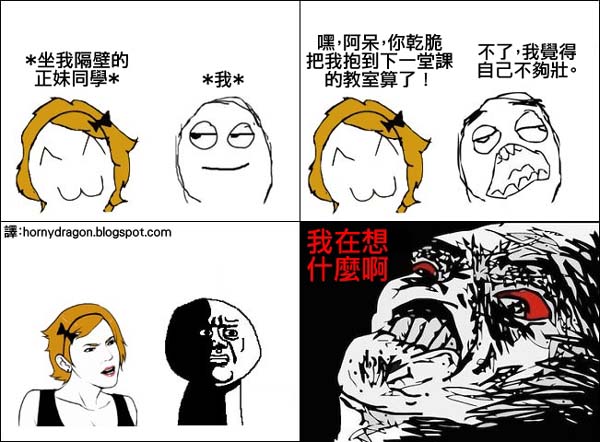 *坐我隔壁的
正妹同學*
*我*
嘿，阿呆，你乾脆
把我抱到下一堂課
的教室算了！
不了，我覺得
自己不夠壯。
譯:hornydragon.blogspot.com
我在想
什麼啊